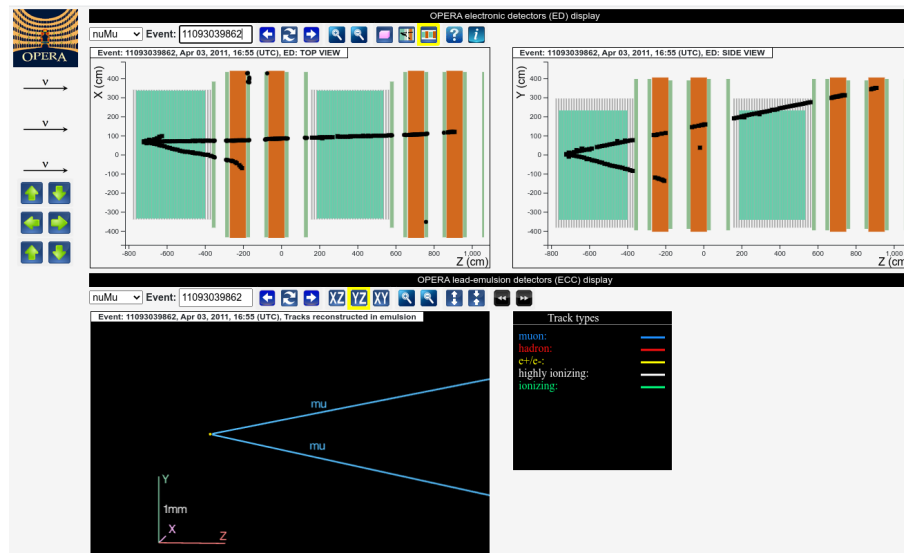 OPERA electronic detectors (ED) display
OPERA
nuMu Event: 11093039862
Event: 11093039862, Apr 03, 2011, 16:55 (UTC), ED: TOP VIEW
X (cm)
400
300
200
100
0
-100
-200
-300
-400
-800 -600 -400 -200 0 200 400 600 800 1,000
Z (cm)
Event: 11093039862, Apr 03, 2011, 16:55 (UTC), ED: SIDE VIEW
Y (cm)
400
300
200
100
0
-100
-200
-300
-400
-800 -600 -400 -200 0 200 400 600 800 1,000
Z (cm)
ν
ν
ν
OPERA lead-emulsion detectors (ECC) display
nuMu Event: 11093039862 XZ YZ XY
Event: 11093039862, Apr 03, 2011, 16:55 (UTC), Tracks reconstructed in emulsion
mu
mu
Y
1mm
X
Z
Track types
muon:
hadron:
e+/e-:
highly ionizing:
ionizing: